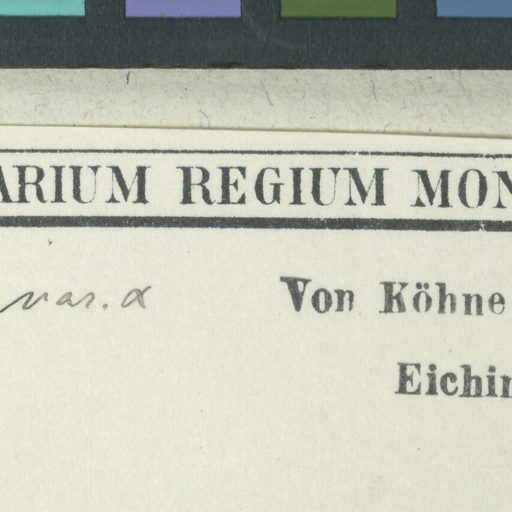 ARIUM REGIUM MON
var. α Von Köhne
Eichin